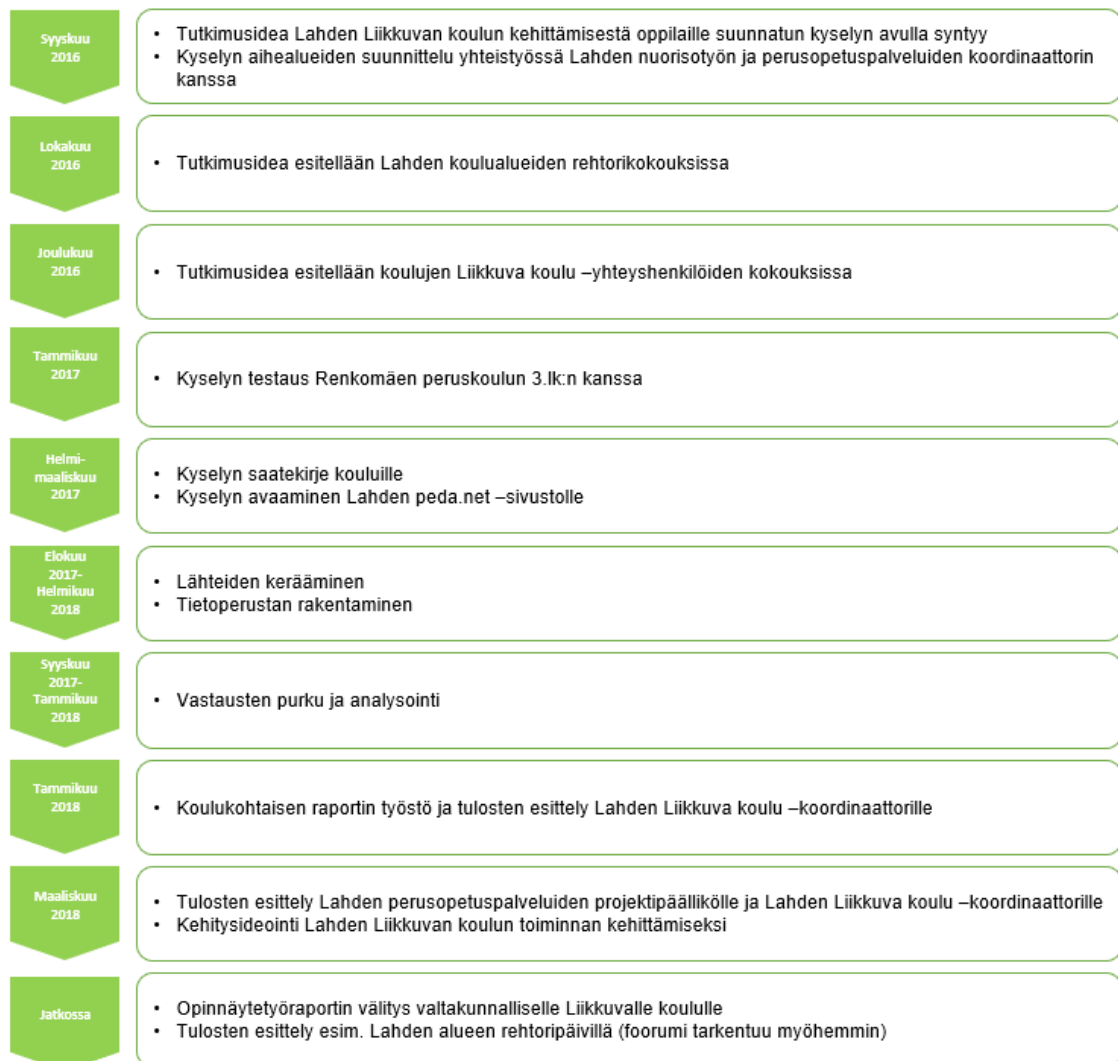 Syyskuu
2016
• Tutkimusidea Lahden Liikkuvan koulun kehittämisestä oppilaille suunnatun kyselyn avulla syntyy
• Kyselyn aihealueiden suunnittelu yhteistyössä Lahden nuorisotyön ja perusopetuspalveluiden koordinaattorin
kanssa
Lokakuu
2016
• Tutkimusidea esitellään Lahden koulualueiden rehtorikokouksissa
Joulukuu
2016
• Tutkimusidea esitellään koulujen Liikkuva koulu –yhteyshenkilöiden kokouksissa
Tammikuu
2017
• Kyselyn testaus Renkomäen peruskoulun 3.lk:n kanssa
Helmi-
maaliskuu
2017
• Kyselyn saatekirje kouluille
• Kyselyn avaaminen Lahden peda.net –sivustolle
Elokuu
2017-
Helmikuu
2018
• Lähteiden kerääminen
• Tietoperustan rakentaminen
Syyskuu
2017-
Tammikuu
2018
• Vastausten purku ja analysointi
Tammikuu
2018
• Koulukohtaisen raportin työstö ja tulosten esittely Lahden Liikkuva koulu –koordinaattorille
Maaliskuu
2018
• Tulosten esittely Lahden perusopetuspalveluiden projektipäällikölle ja Lahden Liikkuva koulu –koordinaattorille
• Kehitysideointi Lahden Liikkuvan koulun toiminnan kehittämiseksi
Jatkossa
• Opinnäytetyöraportin välitys valtakunnalliselle Liikkuvalle koululle
• Tulosten esittely esim. Lahden alueen rehtoripäivillä (foorumi tarkentuu myöhemmin)